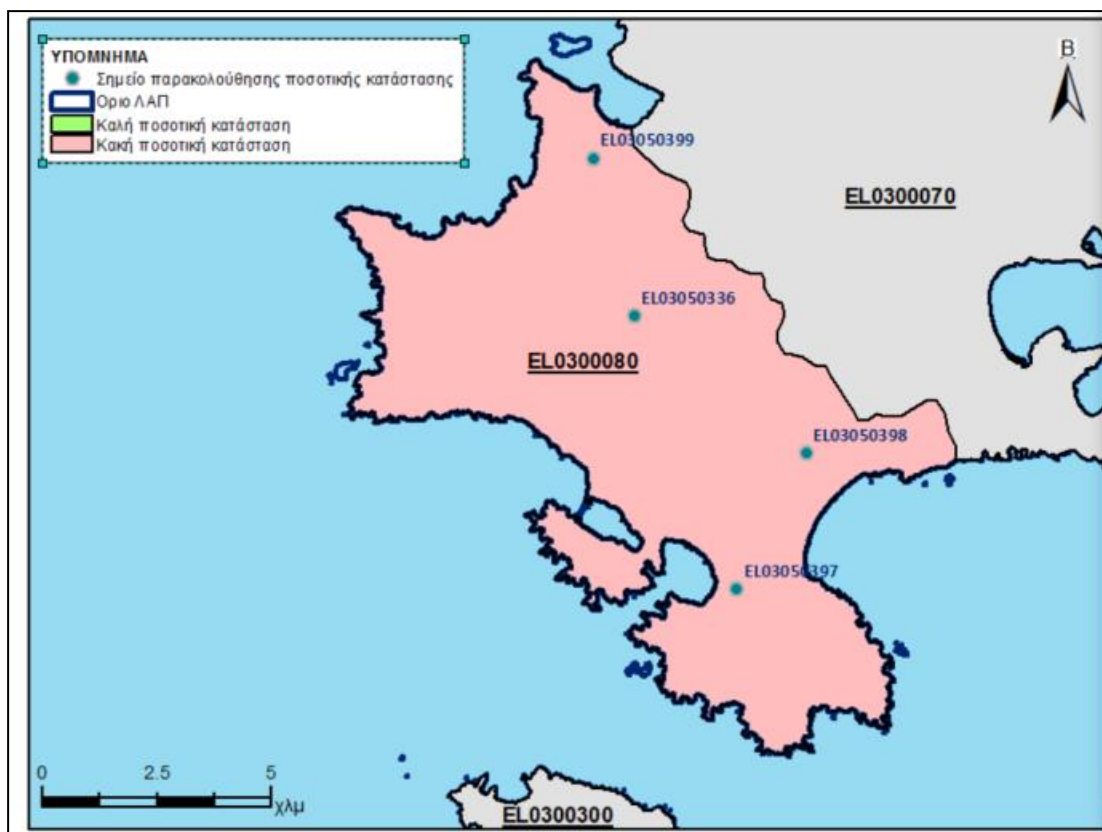 ΥΠΟΜΝΗΜΑ
Σημείο παρακολούθησης ποσοτικής κατάστασης
Όριο ΛΑΠ
Καλή ποσοτική κατάσταση
Κακή ποσοτική κατάσταση
Β
EL03050399
EL0300070
EL03050336
EL0300080
EL03050398
EL03050397
0 2.5 5
χλμ
EL0300300